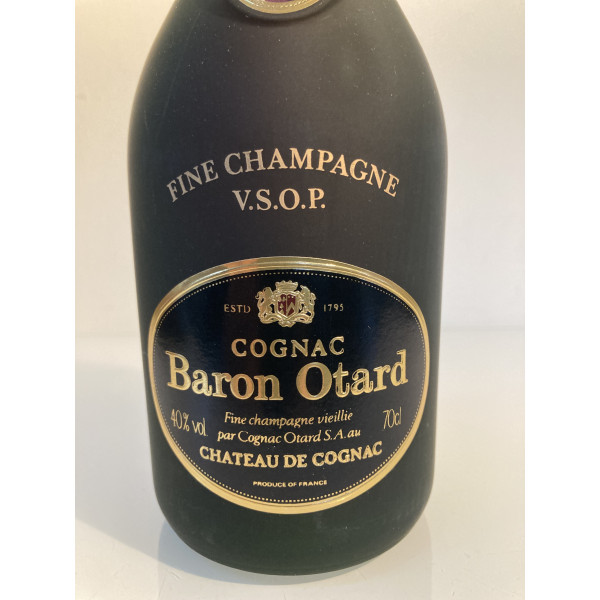 FINE CHAMPAGNE
V.S.O.P.
ESTD 1795
COGNAC
Baron Otard
40% vol. Fine champagne vieillie 70cl
par Cognac Otard S.A. au
CHATEAU DE COGNAC
PRODUCE OF FRANCE